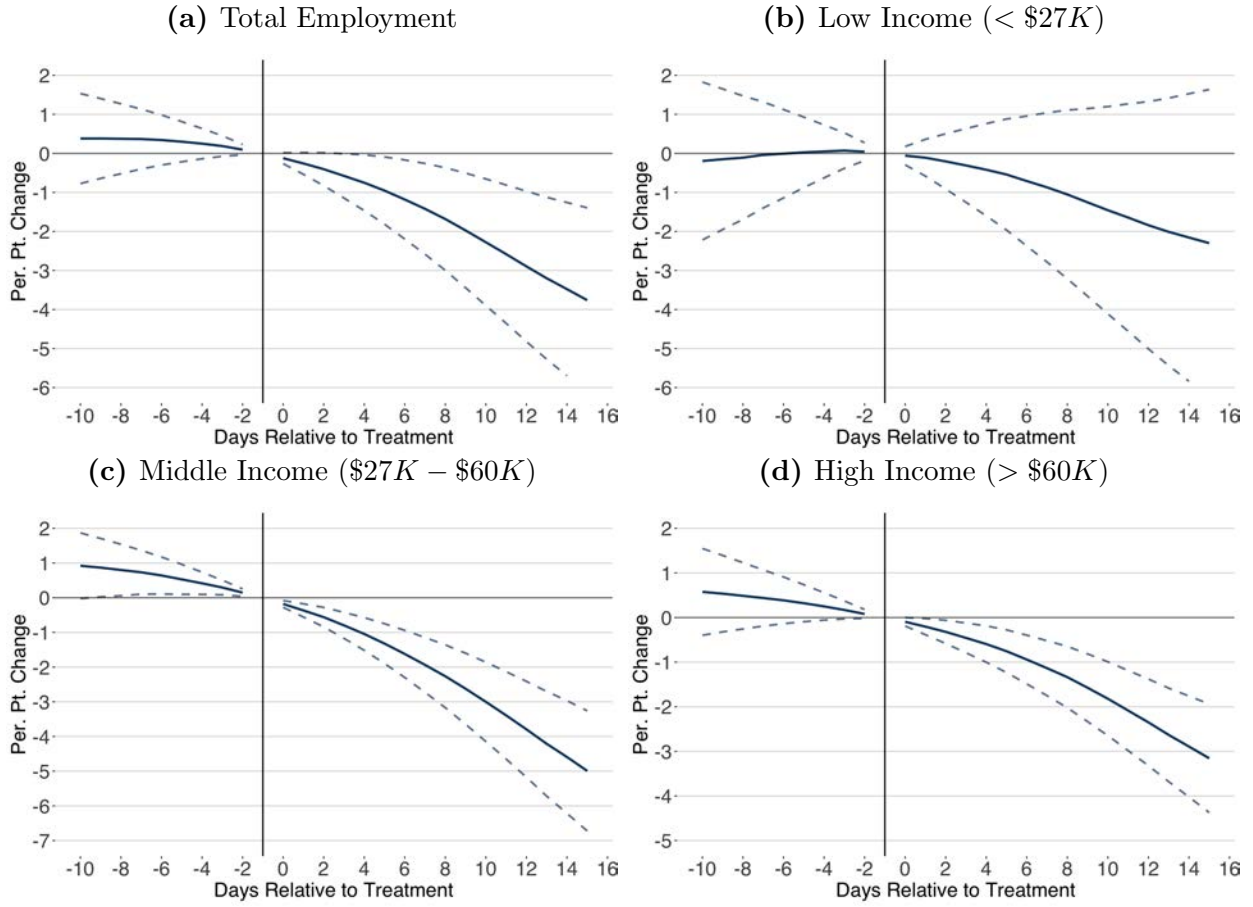 (a) Total Employment
2
1
0
-1
-2
-3
-4
-5
-6
Per. Pt. Change
-10 -8 -6 -4 -2 0 2 4 6 8 10 12 14 16
Days Relative to Treatment
(b) Low Income (< $27K)
2
1
0
-1
-2
-3
-4
-5
-6
Per. Pt. Change
-10 -8 -6 -4 -2 0 2 4 6 8 10 12 14 16
Days Relative to Treatment
(c) Middle Income ($27K − $60K)
2
1
0
-1
-2
-3
-4
-5
-6
-7
Per. Pt. Change
-10 -8 -6 -4 -2 0 2 4 6 8 10 12 14 16
Days Relative to Treatment
(d) High Income (> $60K)
2
1
0
-1
-2
-3
-4
-5
Per. Pt. Change
-10 -8 -6 -4 -2 0 2 4 6 8 10 12 14 16
Days Relative to Treatment